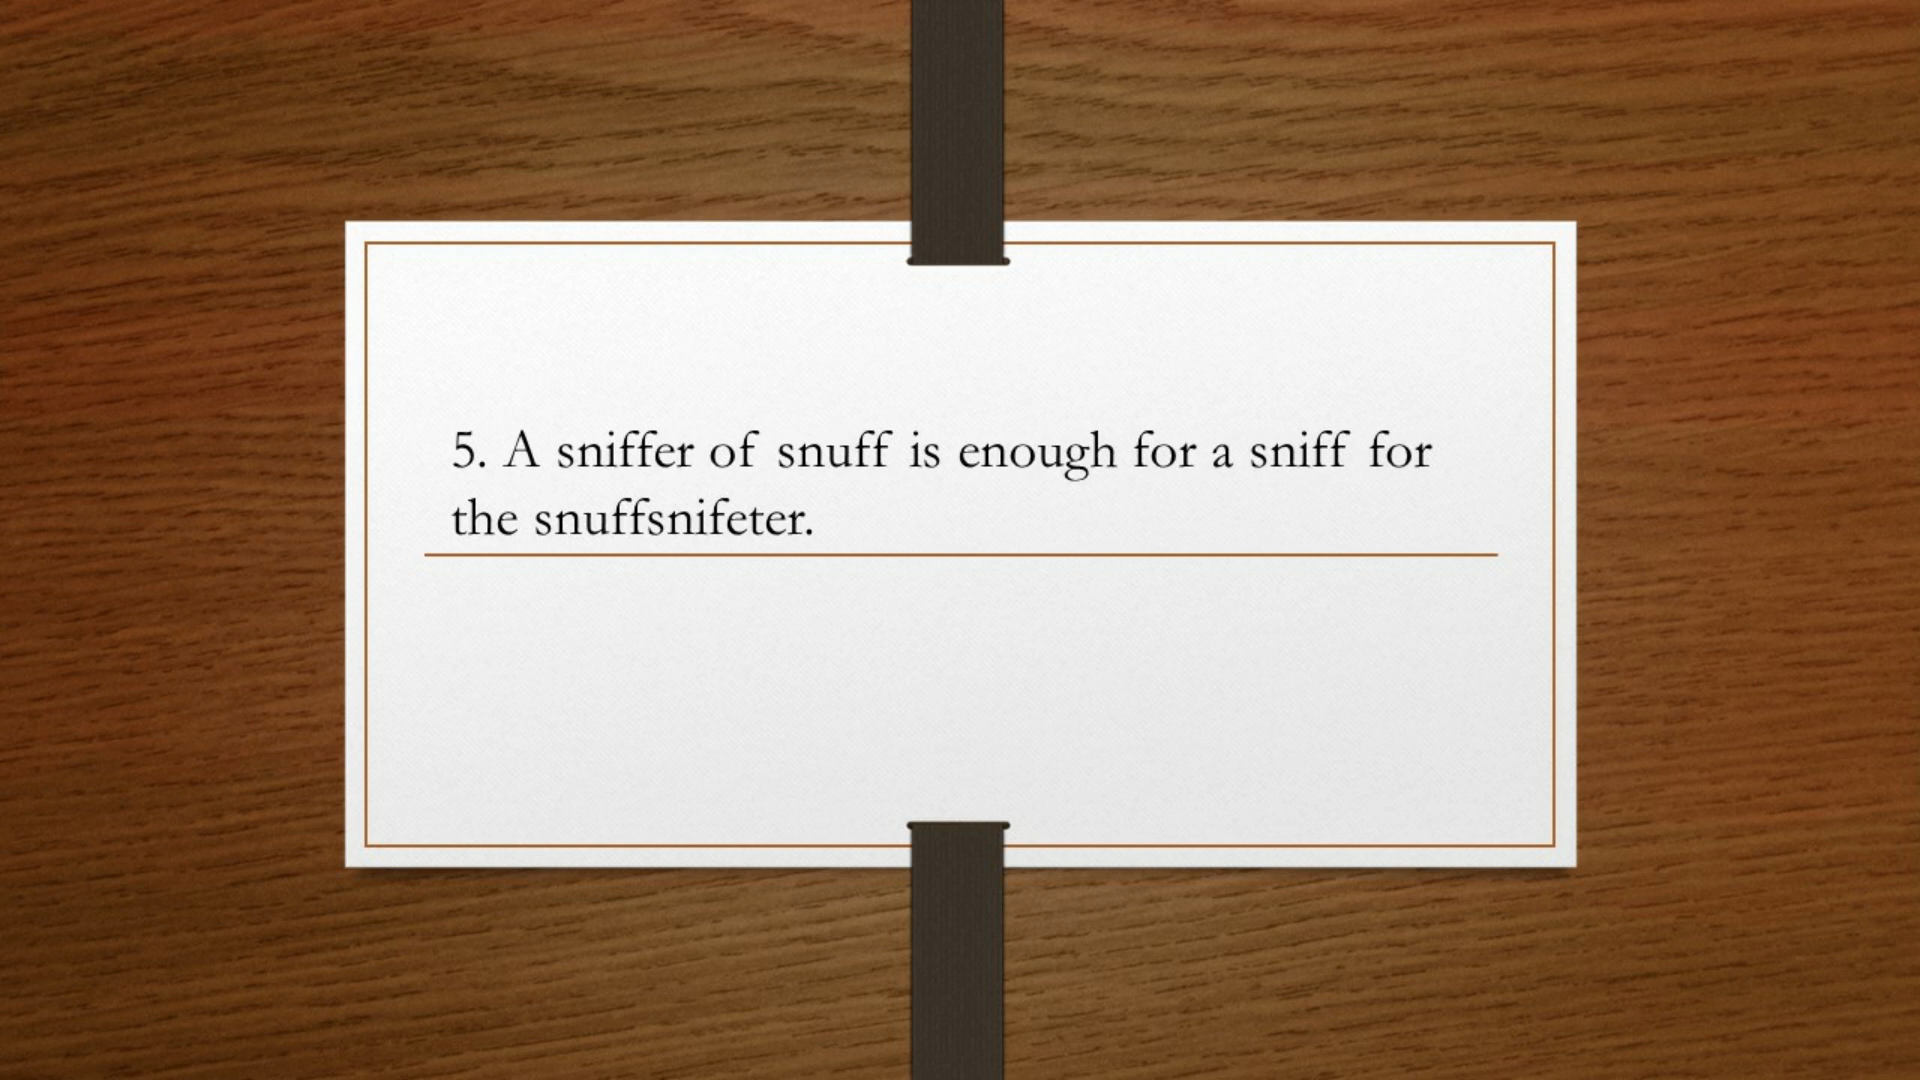 5. A sniffer of snuff is enough for a sniff for
the snuffsnifeter.